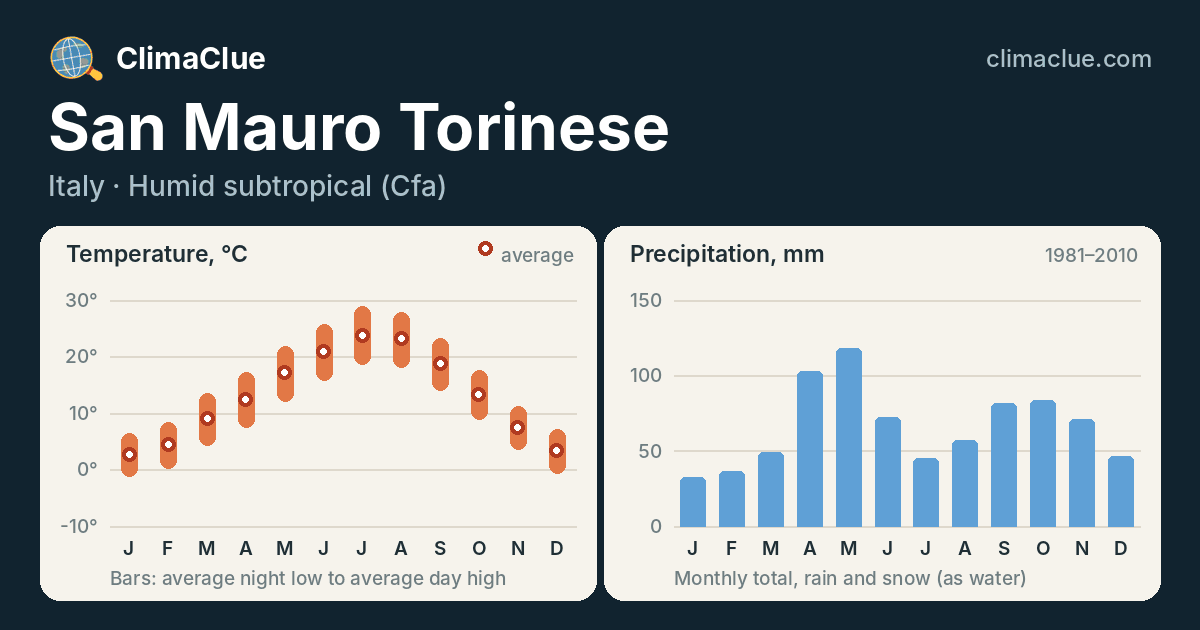 ClimaClue
climaclue.com
San Mauro Torinese
Italy · Humid subtropical (Cfa)
Temperature, °C
average
30°
20°
10°
0°
-10°
J F M A M J J A S O N D
Bars: average night low to average day high
Precipitation, mm
1981–2010
150
100
50
0
J F M A M J J A S O N D
Monthly total, rain and snow (as water)